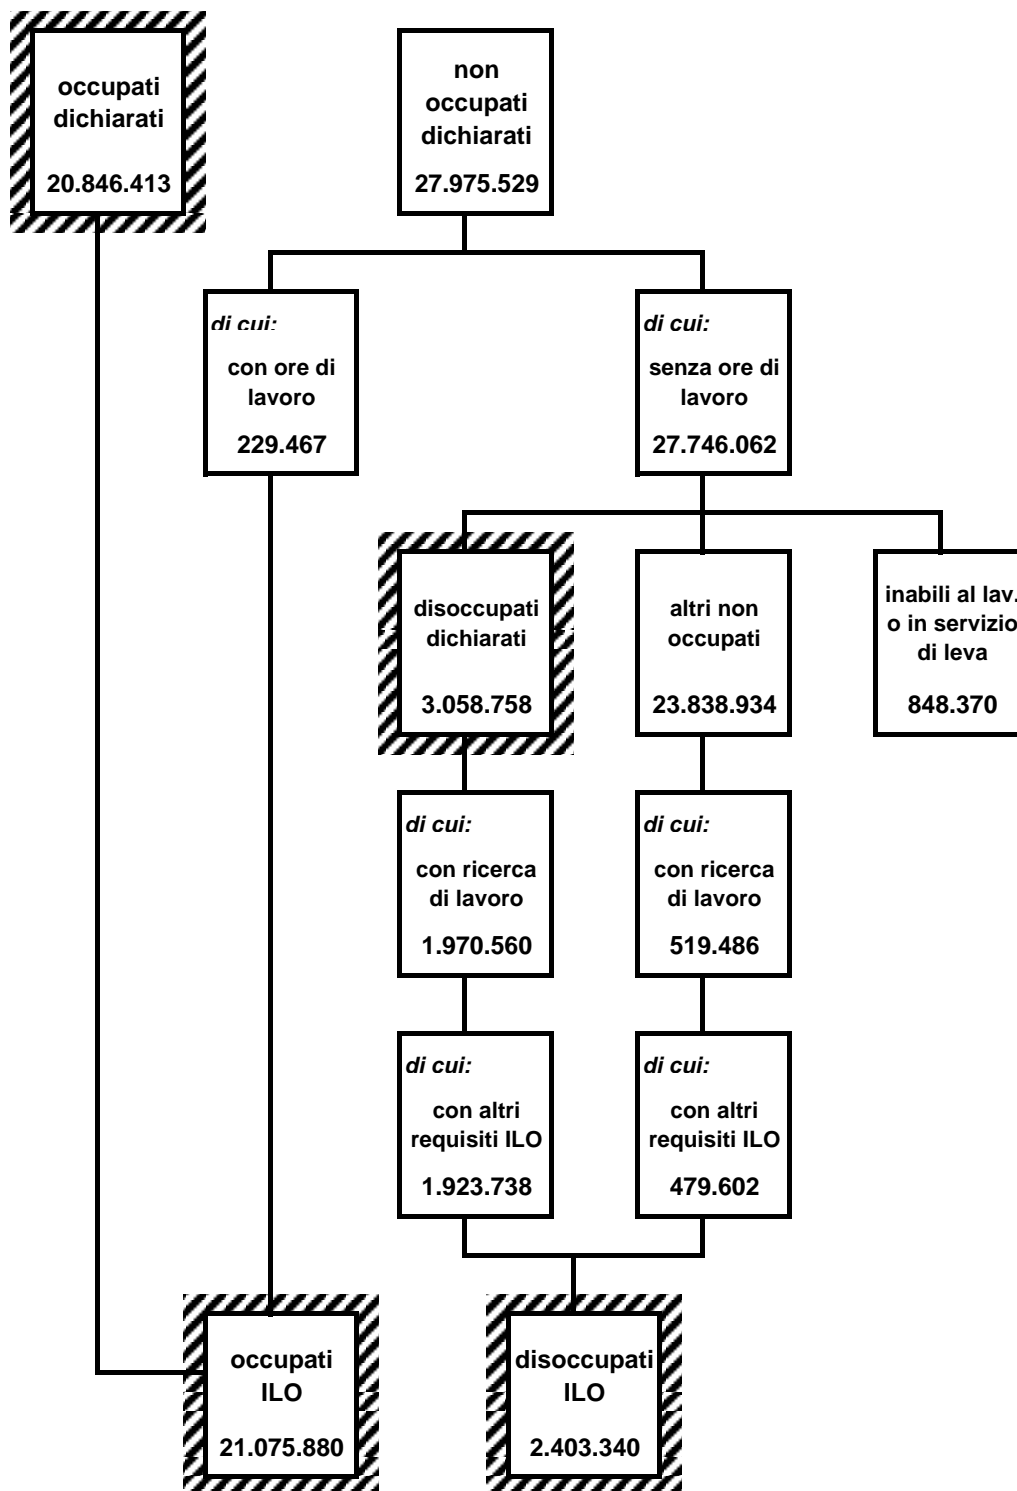 occupati
dichiarati
20.846.413
non
occupati
dichiarati
27.975.529
di cui:
con ore di
lavoro
229.467
di cui:
senza ore di
lavoro
27.746.062
disoccupati
dichiarati
3.058.758
altri non
occupati
23.838.934
inabili al lav.
o in servizio
di leva
848.370
di cui:
con ricerca
di lavoro
1.970.560
di cui:
con ricerca
di lavoro
519.486
di cui:
con altri
requisiti ILO
1.923.738
di cui:
con altri
requisiti ILO
479.602
occupati
ILO
21.075.880
disoccupati
ILO
2.403.340